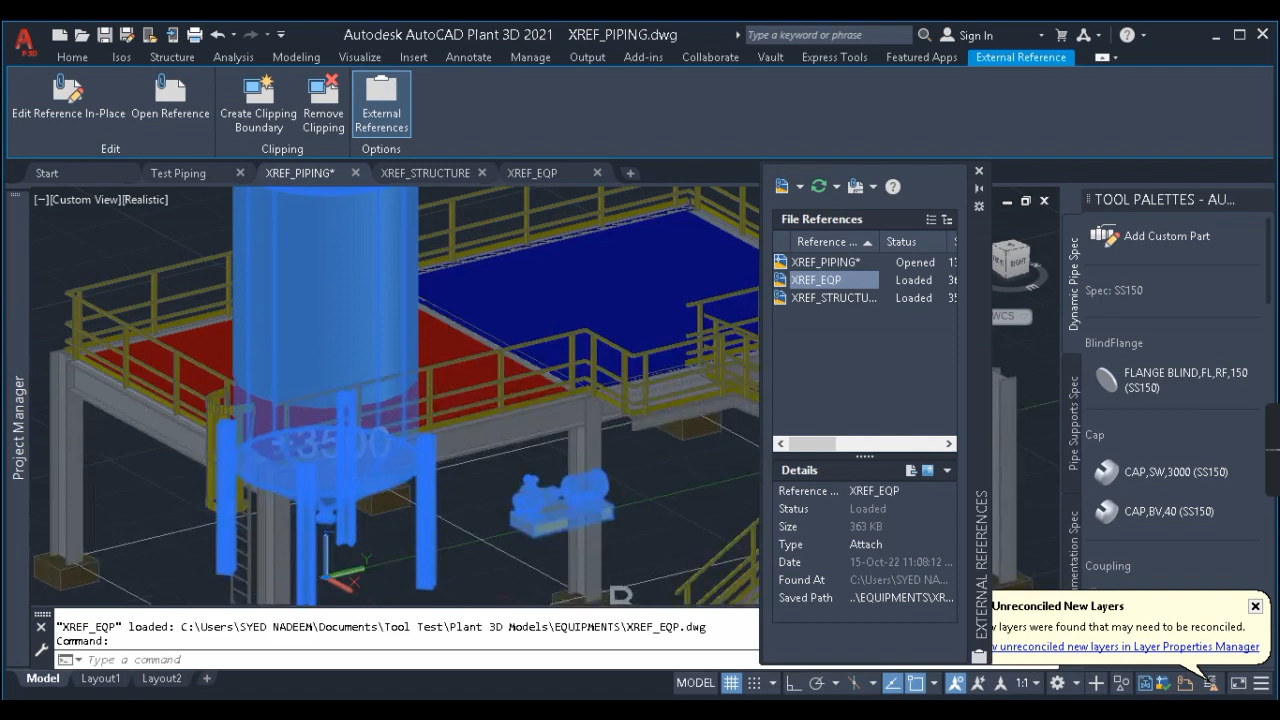 Autodesk AutoCAD Plant 3D 2021 XREF_PIPING.dwg
Type a keyword or phrase
Sign In
P3D
Home Isos Structure Analysis Modeling Visualize Insert Annotate Manage Output Add-ins Collaborate Vault Express Tools Featured Apps External Reference
Edit Reference In-Place
Open Reference
Create Clipping
Boundary
Remove
Clipping
External
References
Edit
Clipping
Options
Start
Test Piping
XREF_PIPING*
XREF_STRUCTURE
XREF_EQP
[−][Custom View][Realistic]
+3500
Y
X
RIGHT
WCS
Project Manager
File References
Reference ... Status
XREF_PIPING* Opened
XREF_EQP Loaded
XREF_STRUCTU... Loaded
Details
Reference ... XREF_EQP
Status Loaded
Size 363 KB
Type Attach
Date 15-Oct-22 11:08:12
Found At C:\Users\SYED NADE...
Saved Path ..\EQUIPMENTS\XR...
EXTERNAL REFERENCES
TOOL PALETTES - AU...
Add Custom Part
Spec: SS150
BlindFlange
FLANGE BLIND,FL,RF,150
(SS150)
Cap
CAP,SW,3000 (SS150)
CAP,BV,40 (SS150)
Coupling
Dynamic Pipe Spec
Pipe Supports Spec
Unreconciled New Layers
layers were found that may need to be reconciled.
unreconciled new layers in Layer Properties Manager
"XREF_EQP" loaded: C:\Users\SYED NADEEM\Documents\Tool Test\Plant 3D Models\EQUIPMENTS\XREF_EQP.dwg
Command:
Type a command
Model Layout1 Layout2
MODEL
1:1